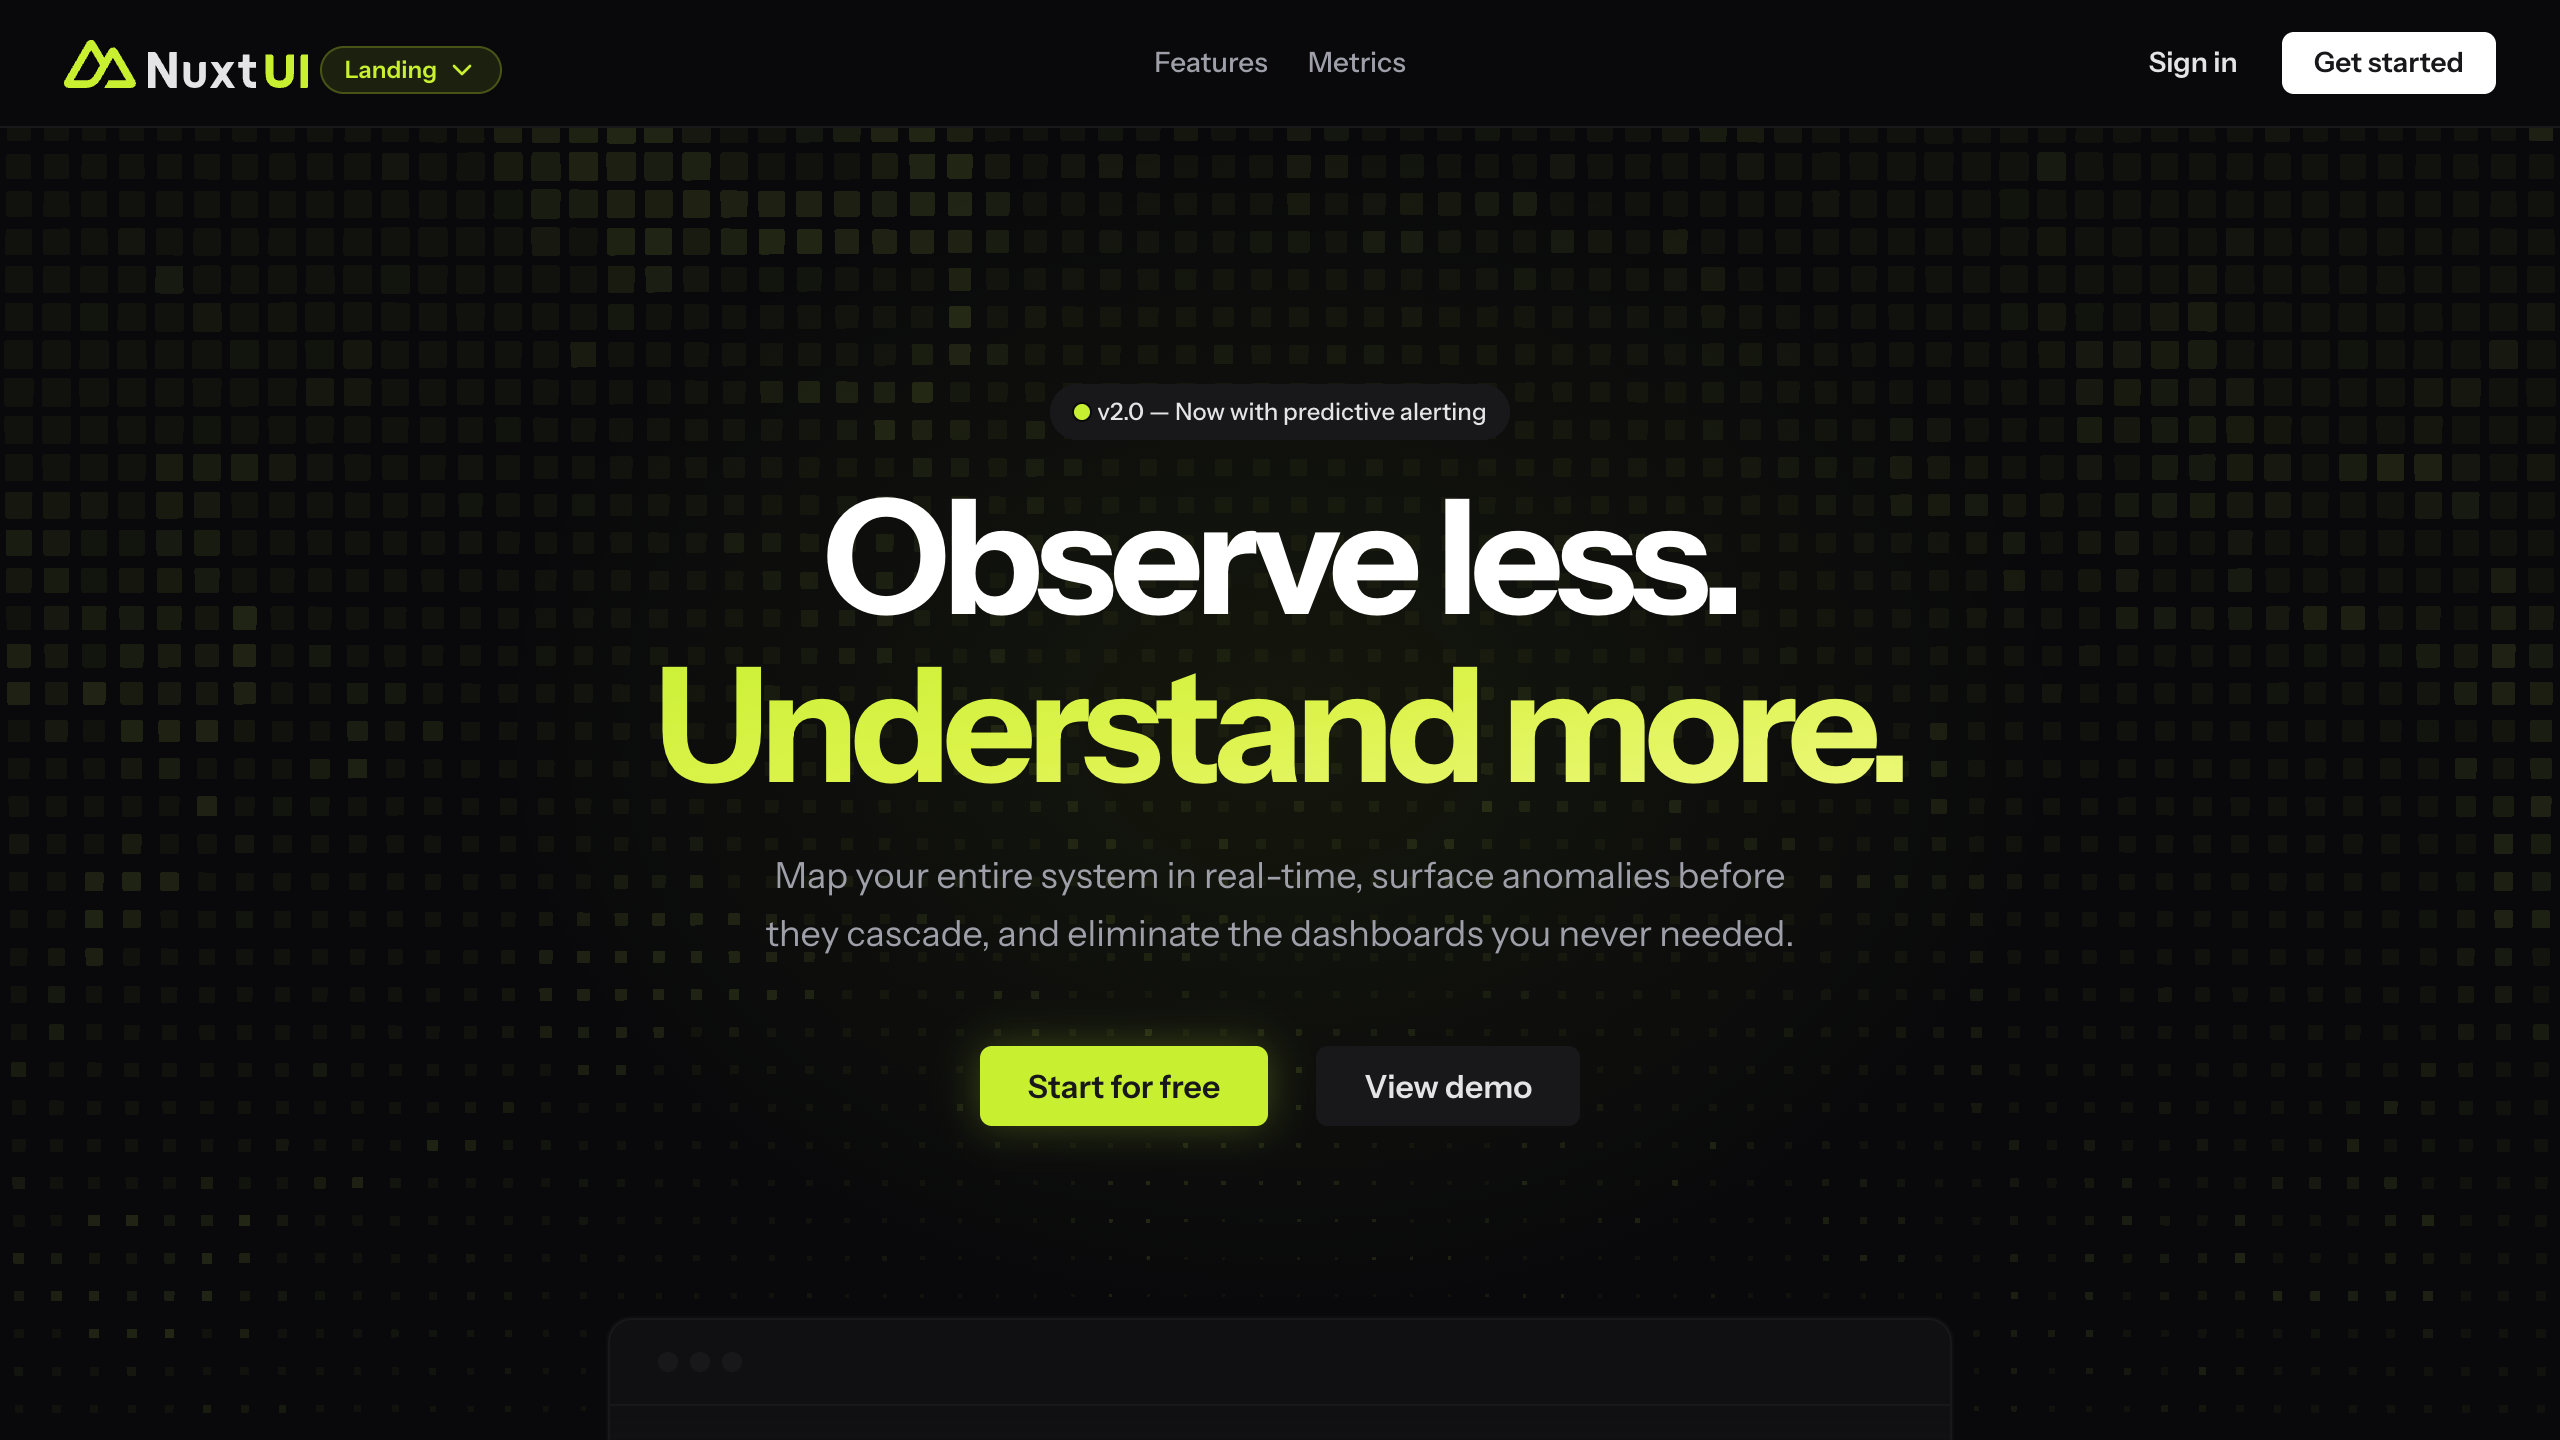 NuxtUI
Landing
Features
Metrics
Sign in
Get started
v2.0 — Now with predictive alerting
Observe less.
Understand more.
Map your entire system in real-time, surface anomalies before
they cascade, and eliminate the dashboards you never needed.
Start for free
View demo